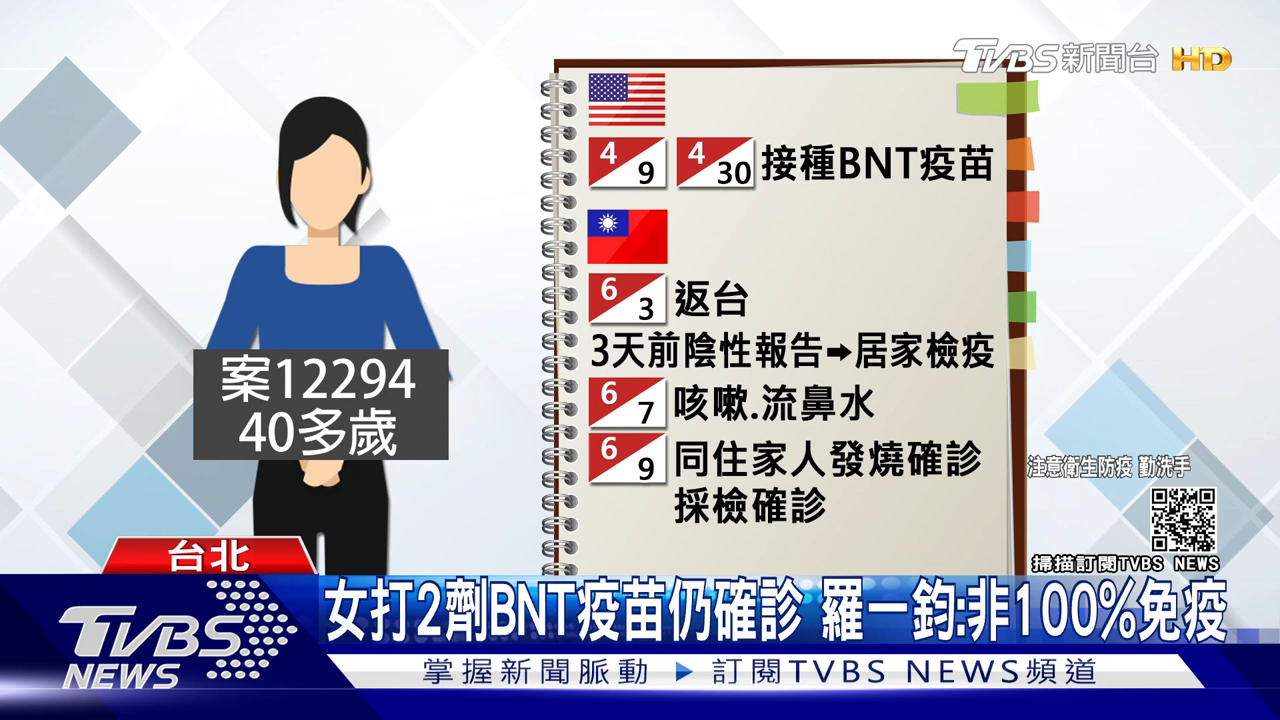 TVBS新聞台 HD
4/9 4/30 接種BNT疫苗
6/3 返台
3天前陰性報告➡居家檢疫
6/7 咳嗽.流鼻水
6/9 同住家人發燒確診
採檢確診
案12294
40多歲
注意衛生防疫 勤洗手
掃描訂閱TVBS NEWS
台北
女打2劑BNT疫苗仍確診 羅一鈞:非100%免疫
TVBS NEWS
掌握新聞脈動 ▶ 訂閱TVBS NEWS頻道